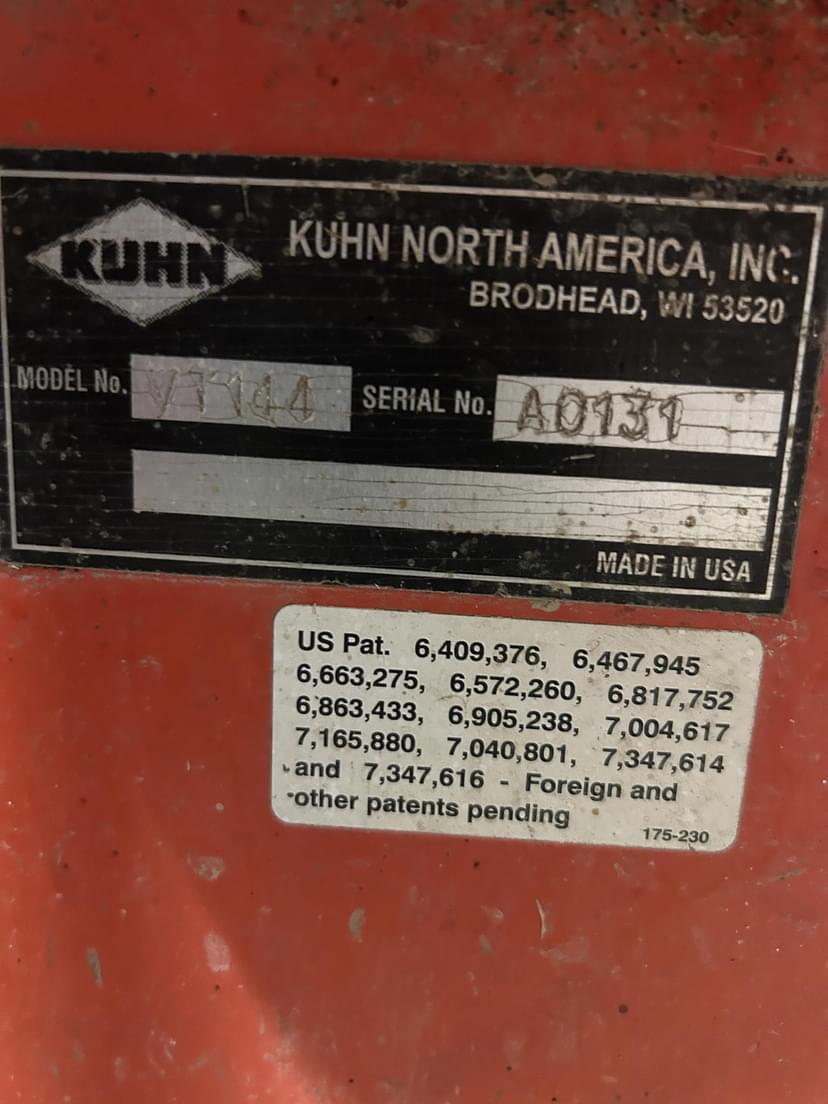 KUHN
KUHN NORTH AMERICA, INC.
BRODHEAD, WI 53520
MODEL No. VT144 SERIAL No. A0131
MADE IN USA
US Pat. 6,409,376, 6,467,945
6,663,275, 6,572,260, 6,817,752
6,863,433, 6,905,238, 7,004,617
7,165,880, 7,040,801, 7,347,614
and 7,347,616 - Foreign and
other patents pending
175-230